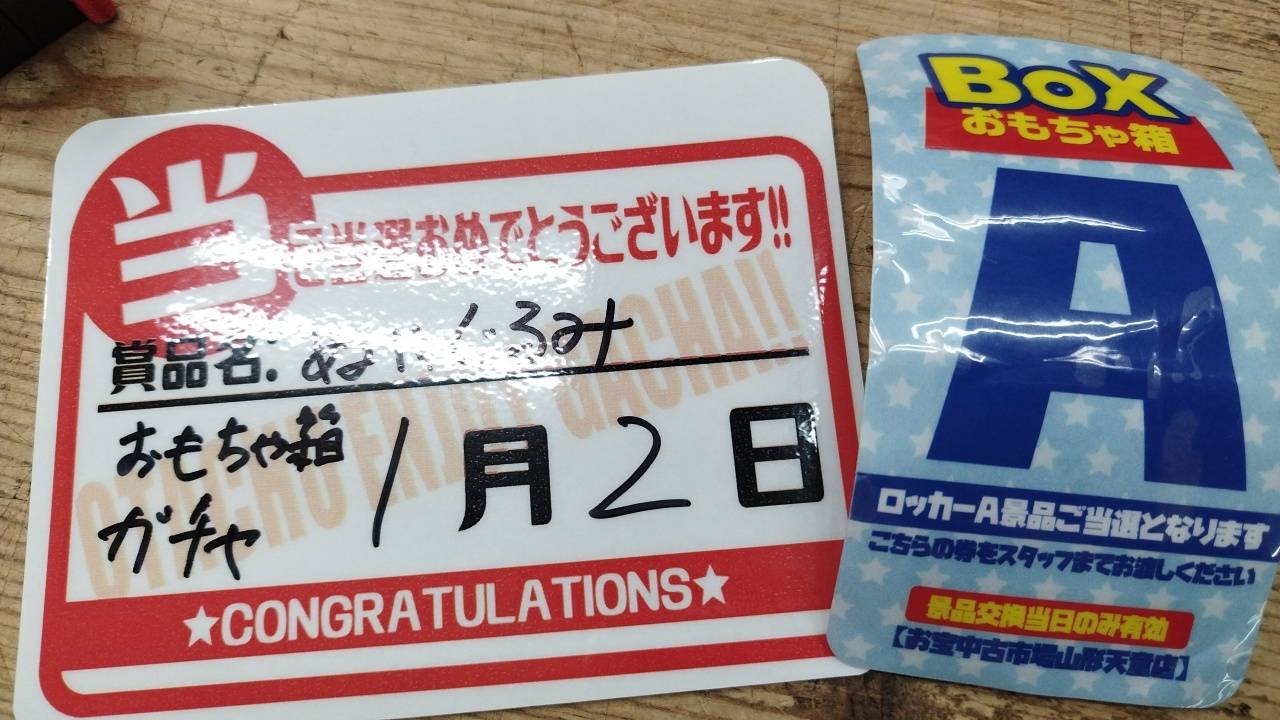 当
ご当選おめでとうございます!!
OTACHU ENJOY GACHA!!
賞品名: ぬいぐるみ
おもちゃ箱
ガチャ
1月2日
★CONGRATULATIONS★
BOX
おもちゃ箱
A
ロッカーA景品ご当選となります
こちらの券をスタッフまでお渡しください
景品交換当日のみ有効
【お宝中古市場山形天童店】